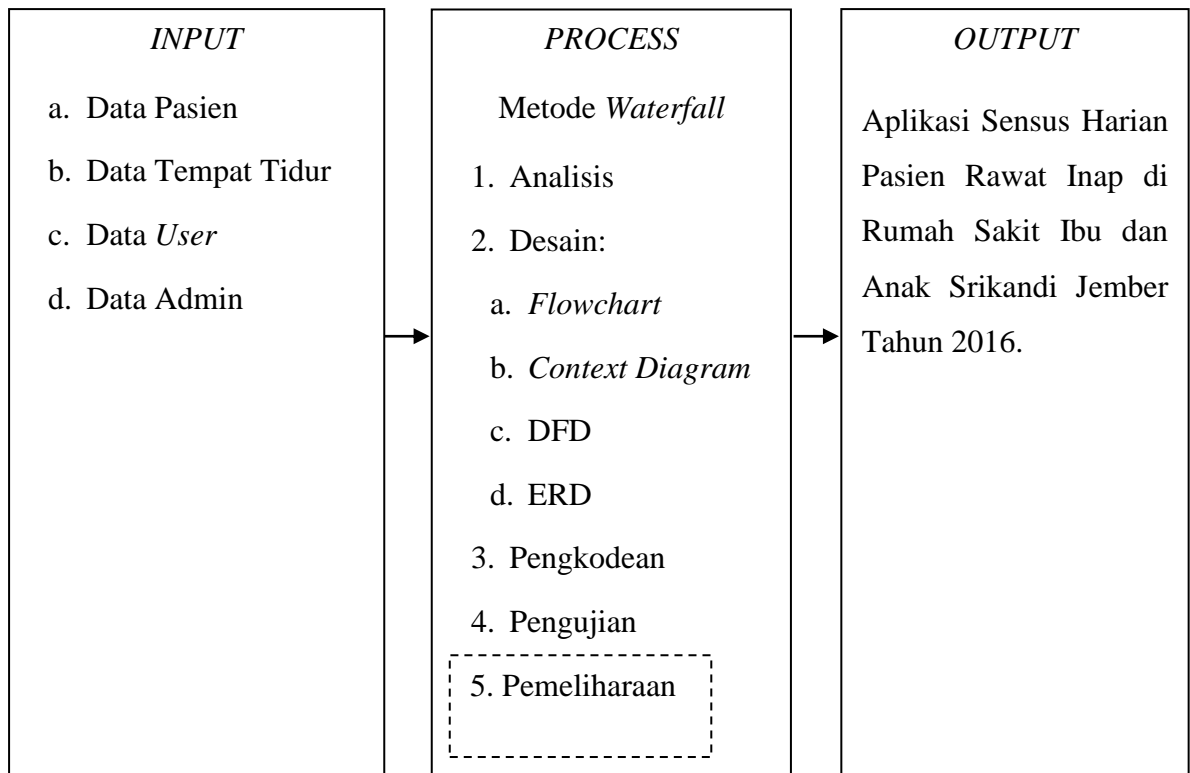 INPUT
a. Data Pasien
b. Data Tempat Tidur
c. Data User
d. Data Admin
PROCESS
Metode Waterfall
1. Analisis
2. Desain:
a. Flowchart
b. Context Diagram
c. DFD
d. ERD
3. Pengkodean
4. Pengujian
5. Pemeliharaan
OUTPUT
Aplikasi Sensus Harian
Pasien Rawat Inap di
Rumah Sakit Ibu dan
Anak Srikandi Jember
Tahun 2016.